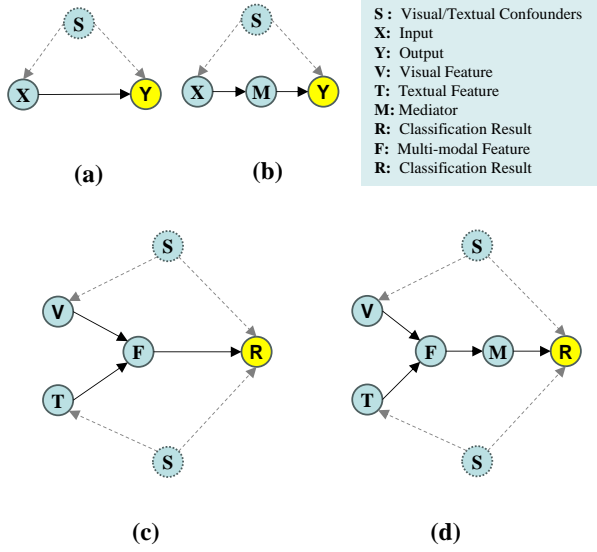 S
X
Y
(a)
S
X
M
Y
(b)
S : Visual/Textual Confounders
X: Input
Y: Output
V: Visual Feature
T: Textual Feature
M: Mediator
R: Classification Result
F: Multi-modal Feature
R: Classification Result
S
V
F
R
T
S
(c)
S
V
F
M
R
T
S
(d)